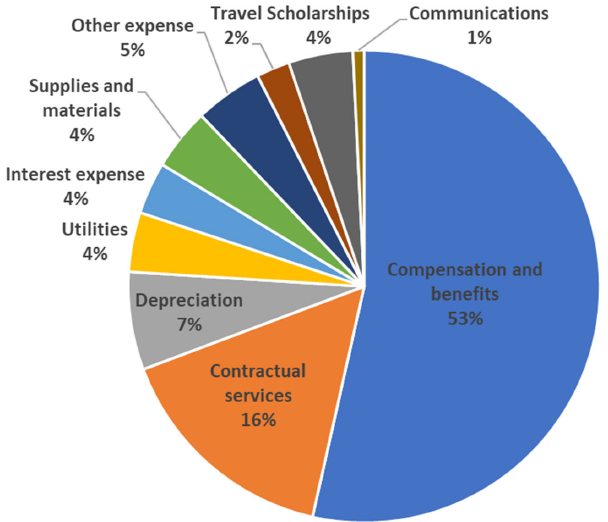 Travel Scholarships
2% 4%
Communications
1%
Other expense
5%
Supplies and
materials
4%
Interest expense
4%
Utilities
4%
Depreciation
7%
Contractual
services
16%
Compensation and
benefits
53%